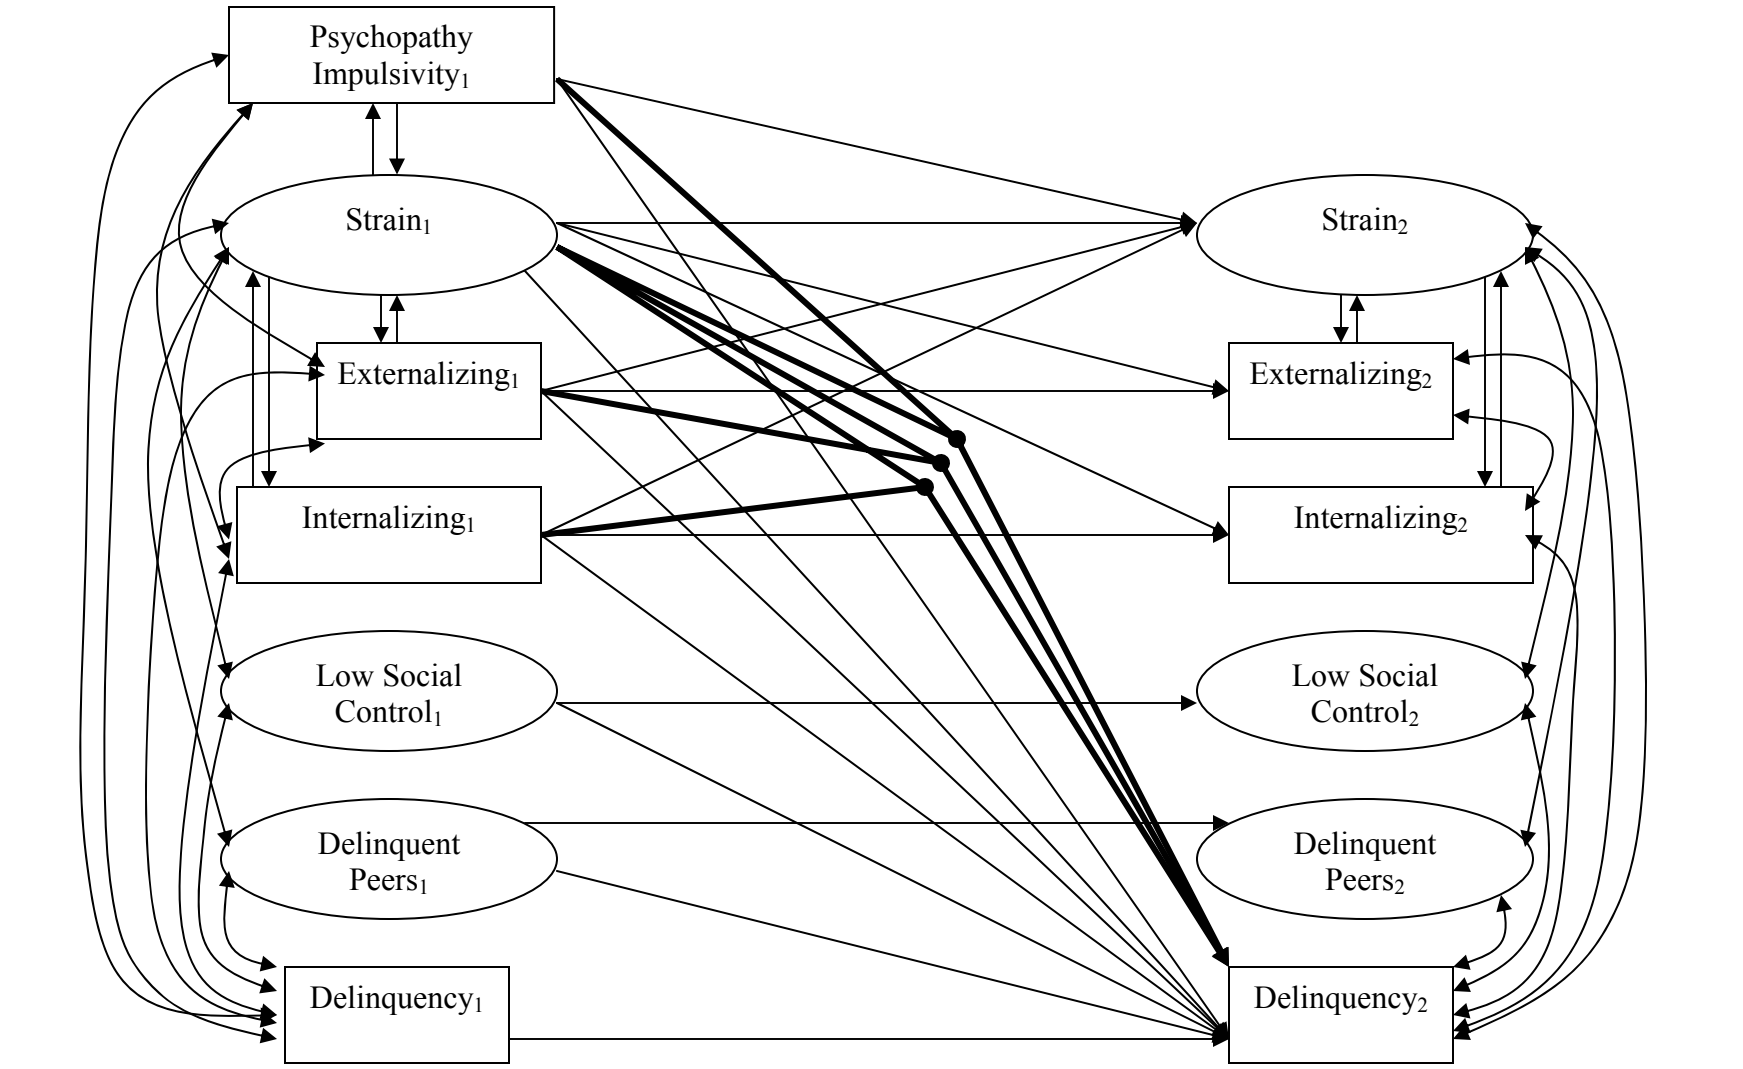 Psychopathy
Impulsivity₁
Strain₁
Strain₂
Externalizing₁
Externalizing₂
Internalizing₁
Internalizing₂
Low Social
Control₁
Low Social
Control₂
Delinquent
Peers₁
Delinquent
Peers₂
Delinquency₁
Delinquency₂